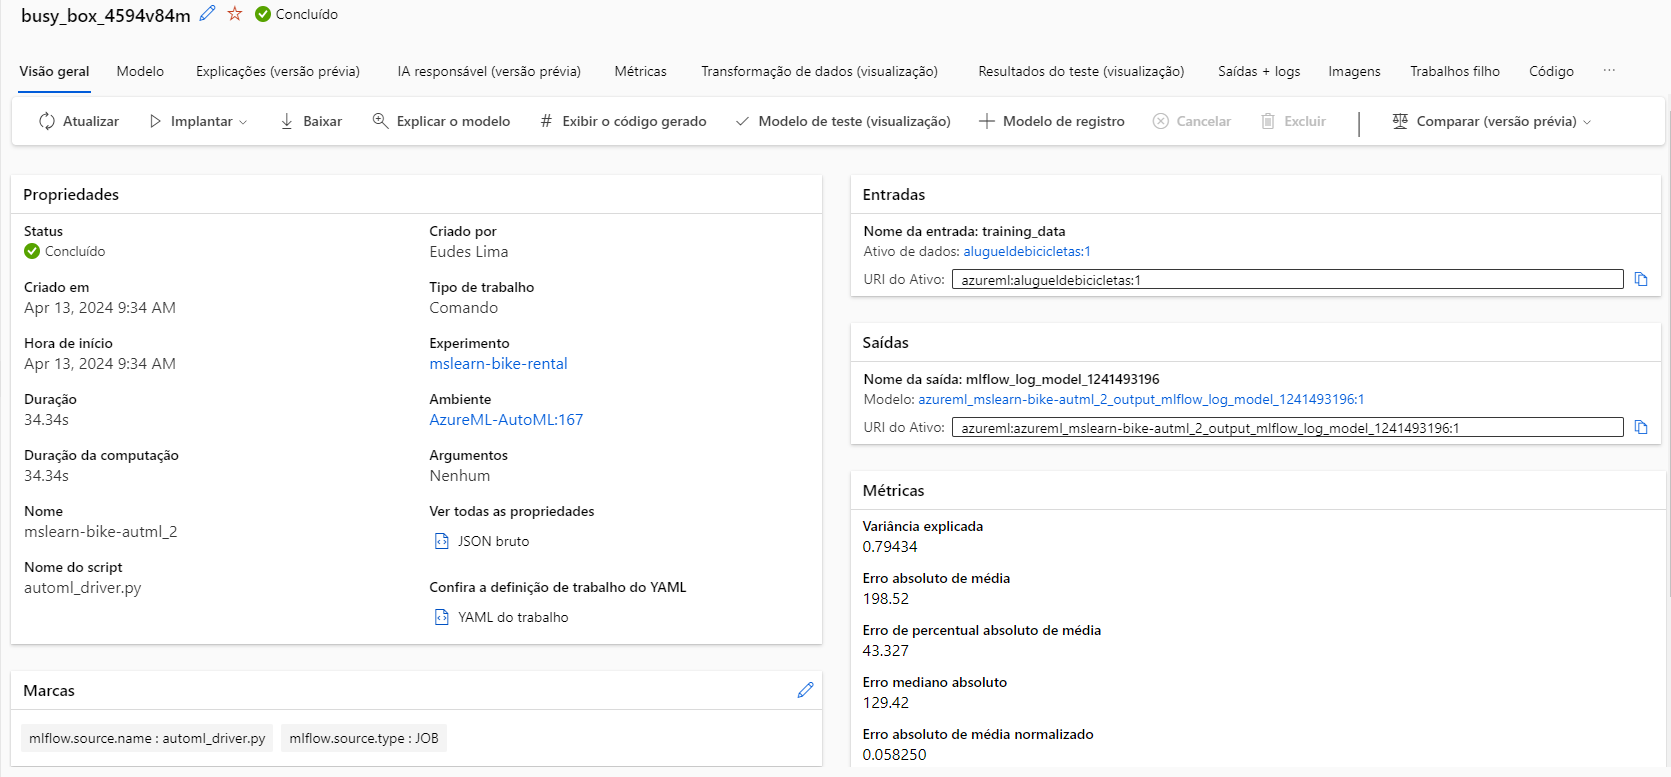 busy_box_4594v84m Concluído
Visão geral Modelo Explicações (versão prévia) IA responsável (versão prévia) Métricas Transformação de dados (visualização) Resultados do teste (visualização) Saídas + logs Imagens Trabalhos filho Código ...
Atualizar Implantar Baixar Explicar o modelo # Exibir o código gerado Modelo de teste (visualização) Modelo de registro Cancelar Excluir Comparar (versão prévia)
Propriedades
Status
Concluído
Criado em
Apr 13, 2024 9:34 AM
Hora de início
Apr 13, 2024 9:34 AM
Duração
34.34s
Duração da computação
34.34s
Nome
mslearn-bike-autml_2
Nome do script
automl_driver.py
Criado por
Eudes Lima
Tipo de trabalho
Comando
Experimento
mslearn-bike-rental
Ambiente
AzureML-AutoML:167
Argumentos
Nenhum
Ver todas as propriedades
JSON bruto
Confira a definição de trabalho do YAML
YAML do trabalho
Marcas
mlflow.source.name : automl_driver.py mlflow.source.type : JOB
Entradas
Nome da entrada: training_data
Ativo de dados: alugueldebicicletas:1
URI do Ativo: azureml:alugueldebicicletas:1
Saídas
Nome da saída: mlflow_log_model_1241493196
Modelo: azureml_mslearn-bike-autml_2_output_mlflow_log_model_1241493196:1
URI do Ativo: azureml:azureml_mslearn-bike-autml_2_output_mlflow_log_model_1241493196:1
Métricas
Variância explicada
0.79434
Erro absoluto de média
198.52
Erro de percentual absoluto de média
43.327
Erro mediano absoluto
129.42
Erro absoluto de média normalizado
0.058250